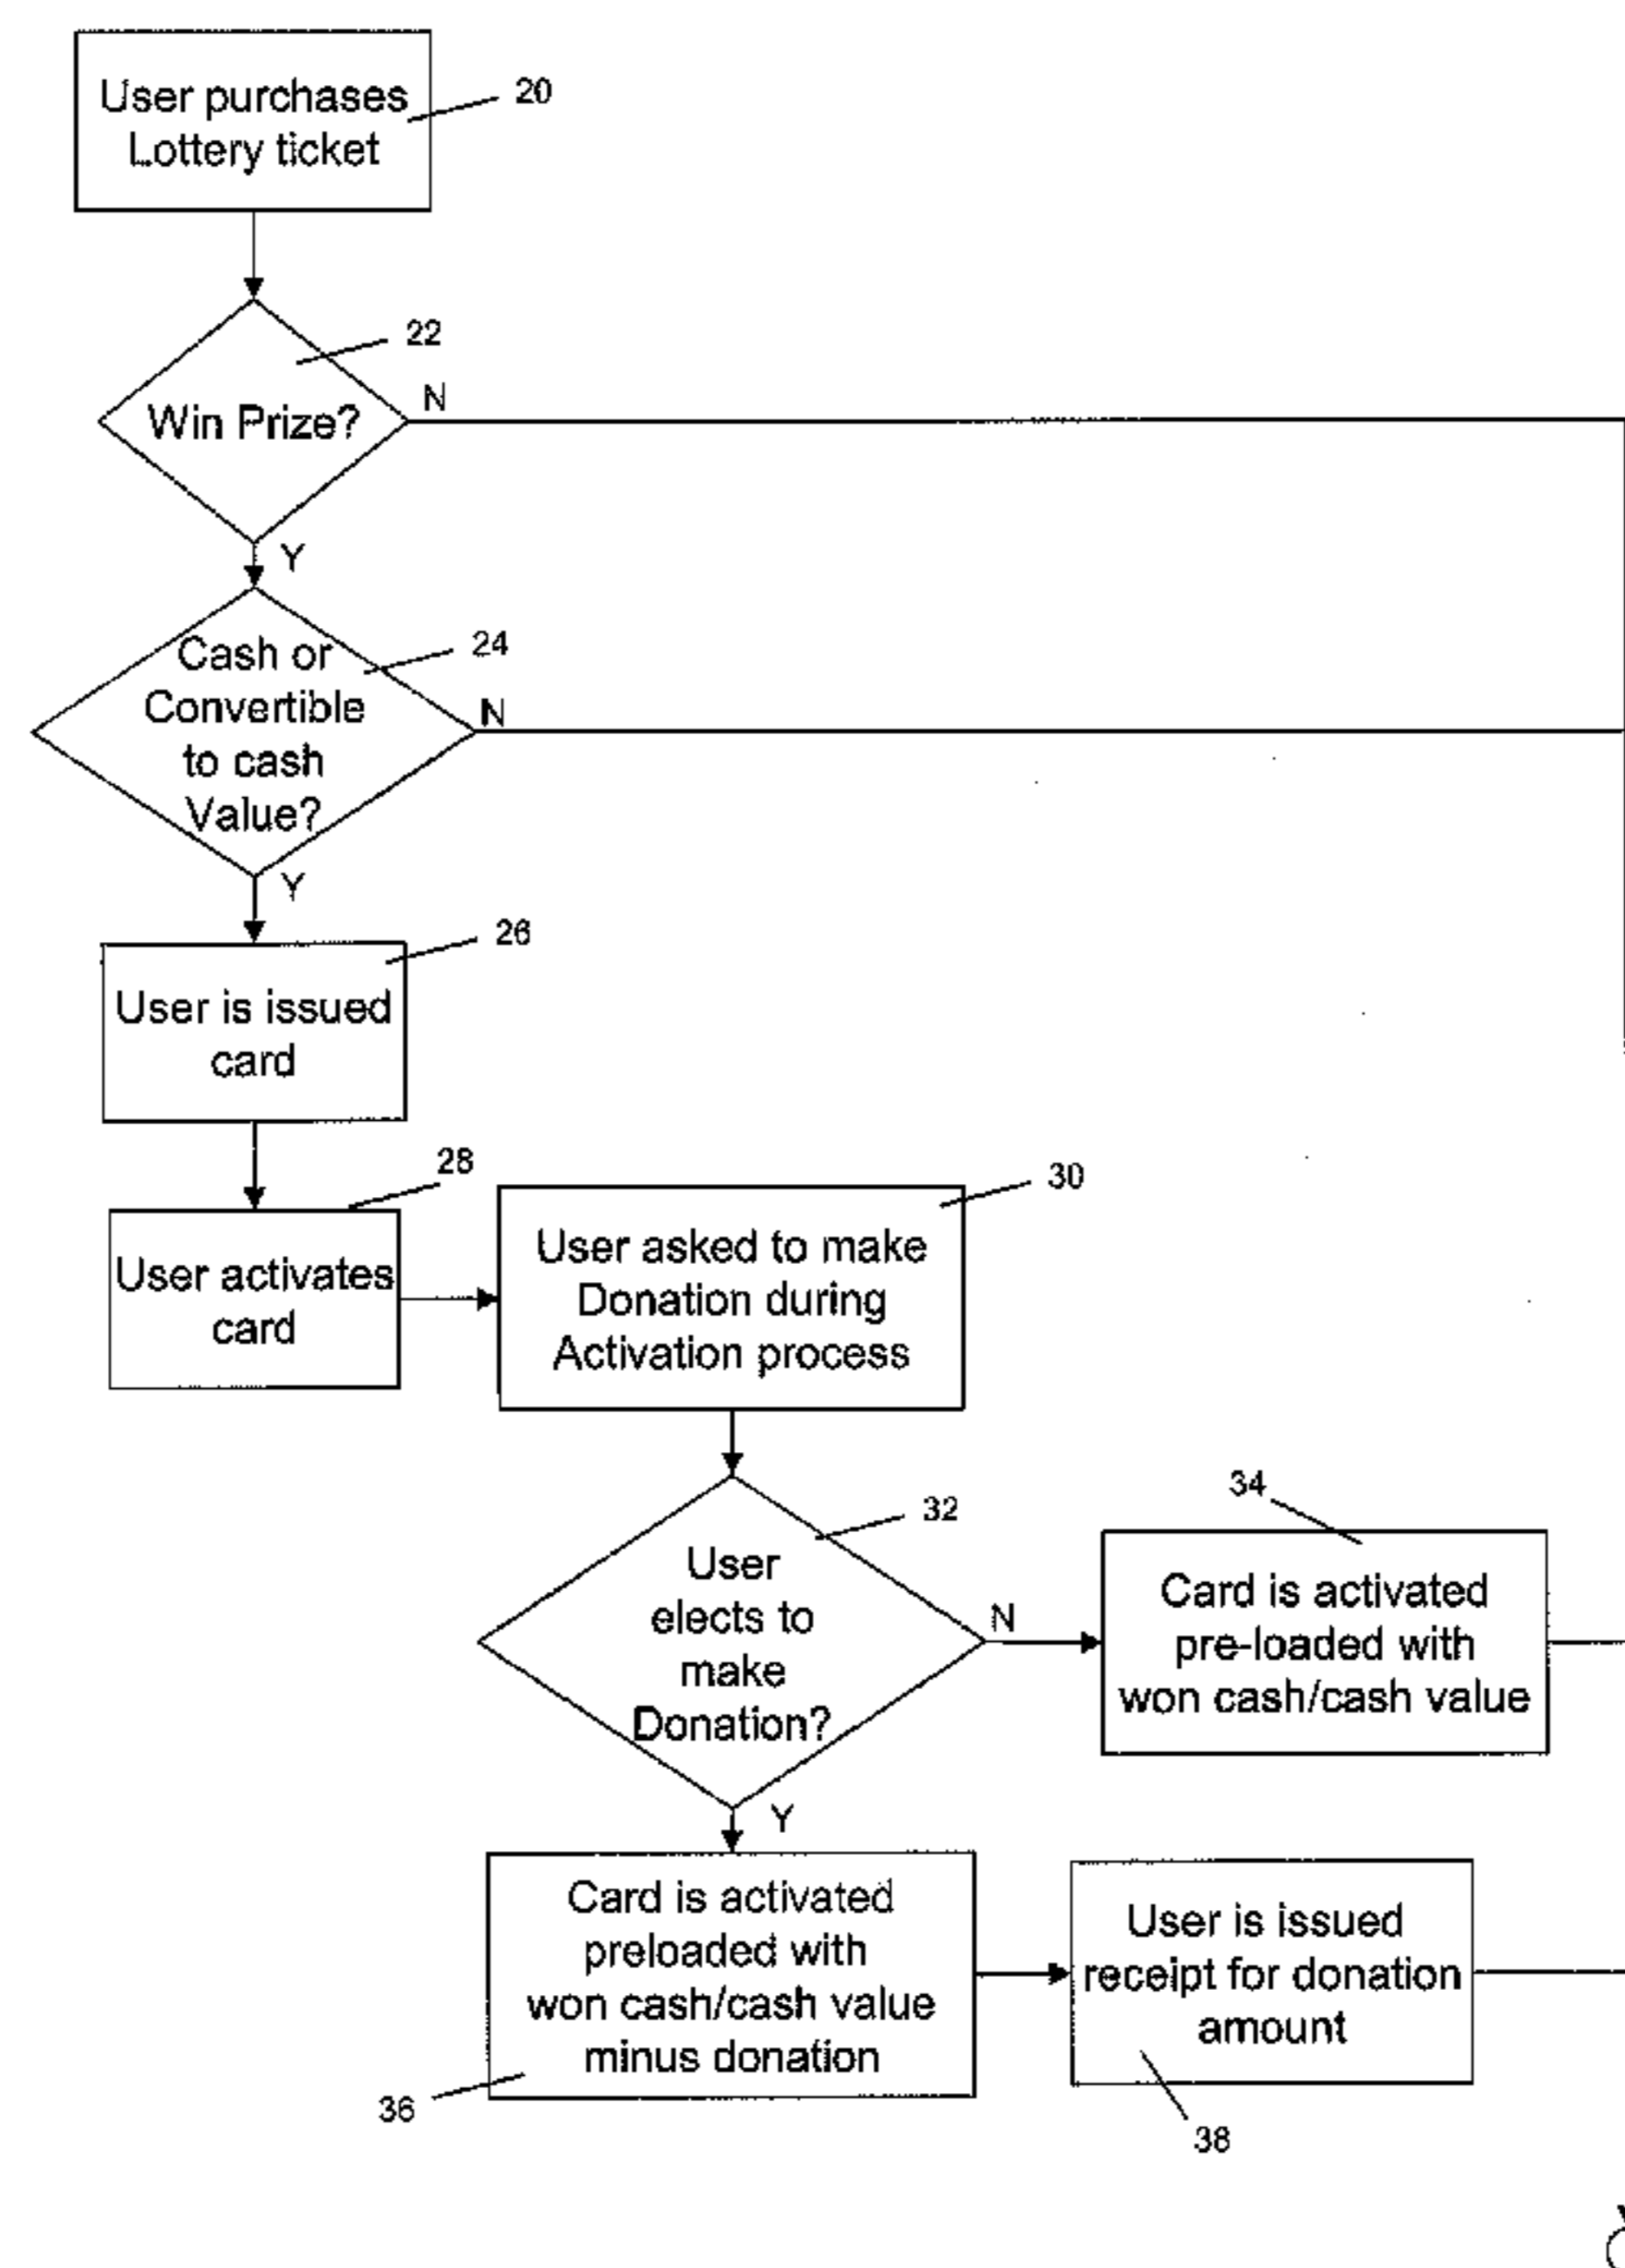 User purchases
Lottery ticket
20
22
Win Prize?
N
Y
24
Cash or
Convertible
to cash
Value?
N
Y
26
User is issued
card
28
User activates
card
30
User asked to make
Donation during
Activation process
32
User
elects to
make
Donation?
N
34
Card is activated
pre-loaded with
won cash/cash value
Y
Card is activated
preloaded with
won cash/cash value
minus donation
36
User is issued
receipt for donation
amount
38